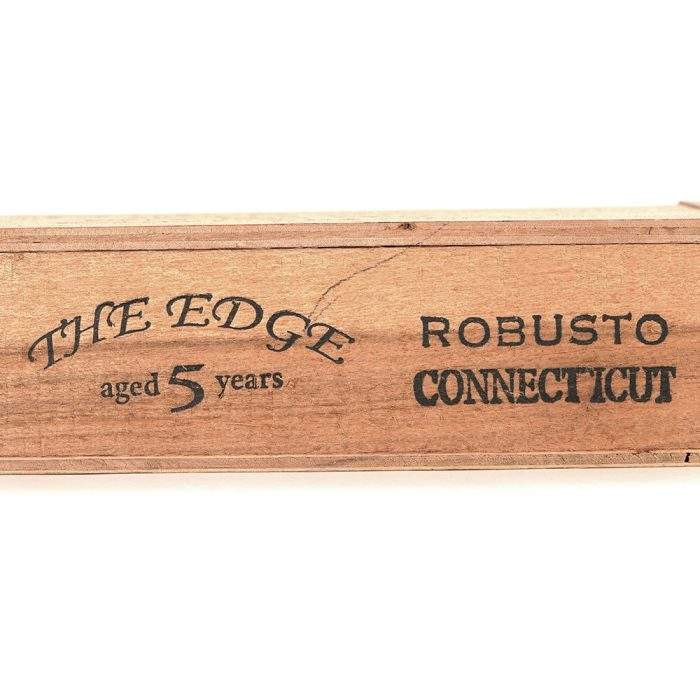 THE EDGE
aged 5 years
ROBUSTO
CONNECTICUT